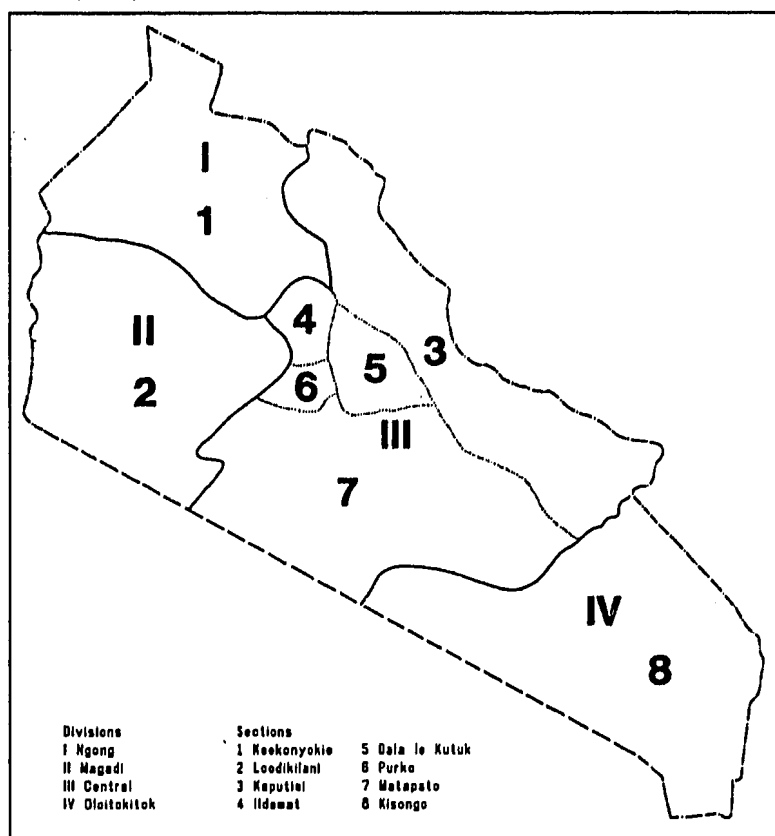 I
1
II
2
4
3
5
6
III
7
IV
8
Divisions
I Ngong
II Magadi
III Central
IV Oloitokitok
Sections
1 Keekonyokie
2 Loodikilani
3 Kaputiei
4 Ildamat
5 Dala le Kutuk
6 Purko
7 Matapato
8 Kisongo